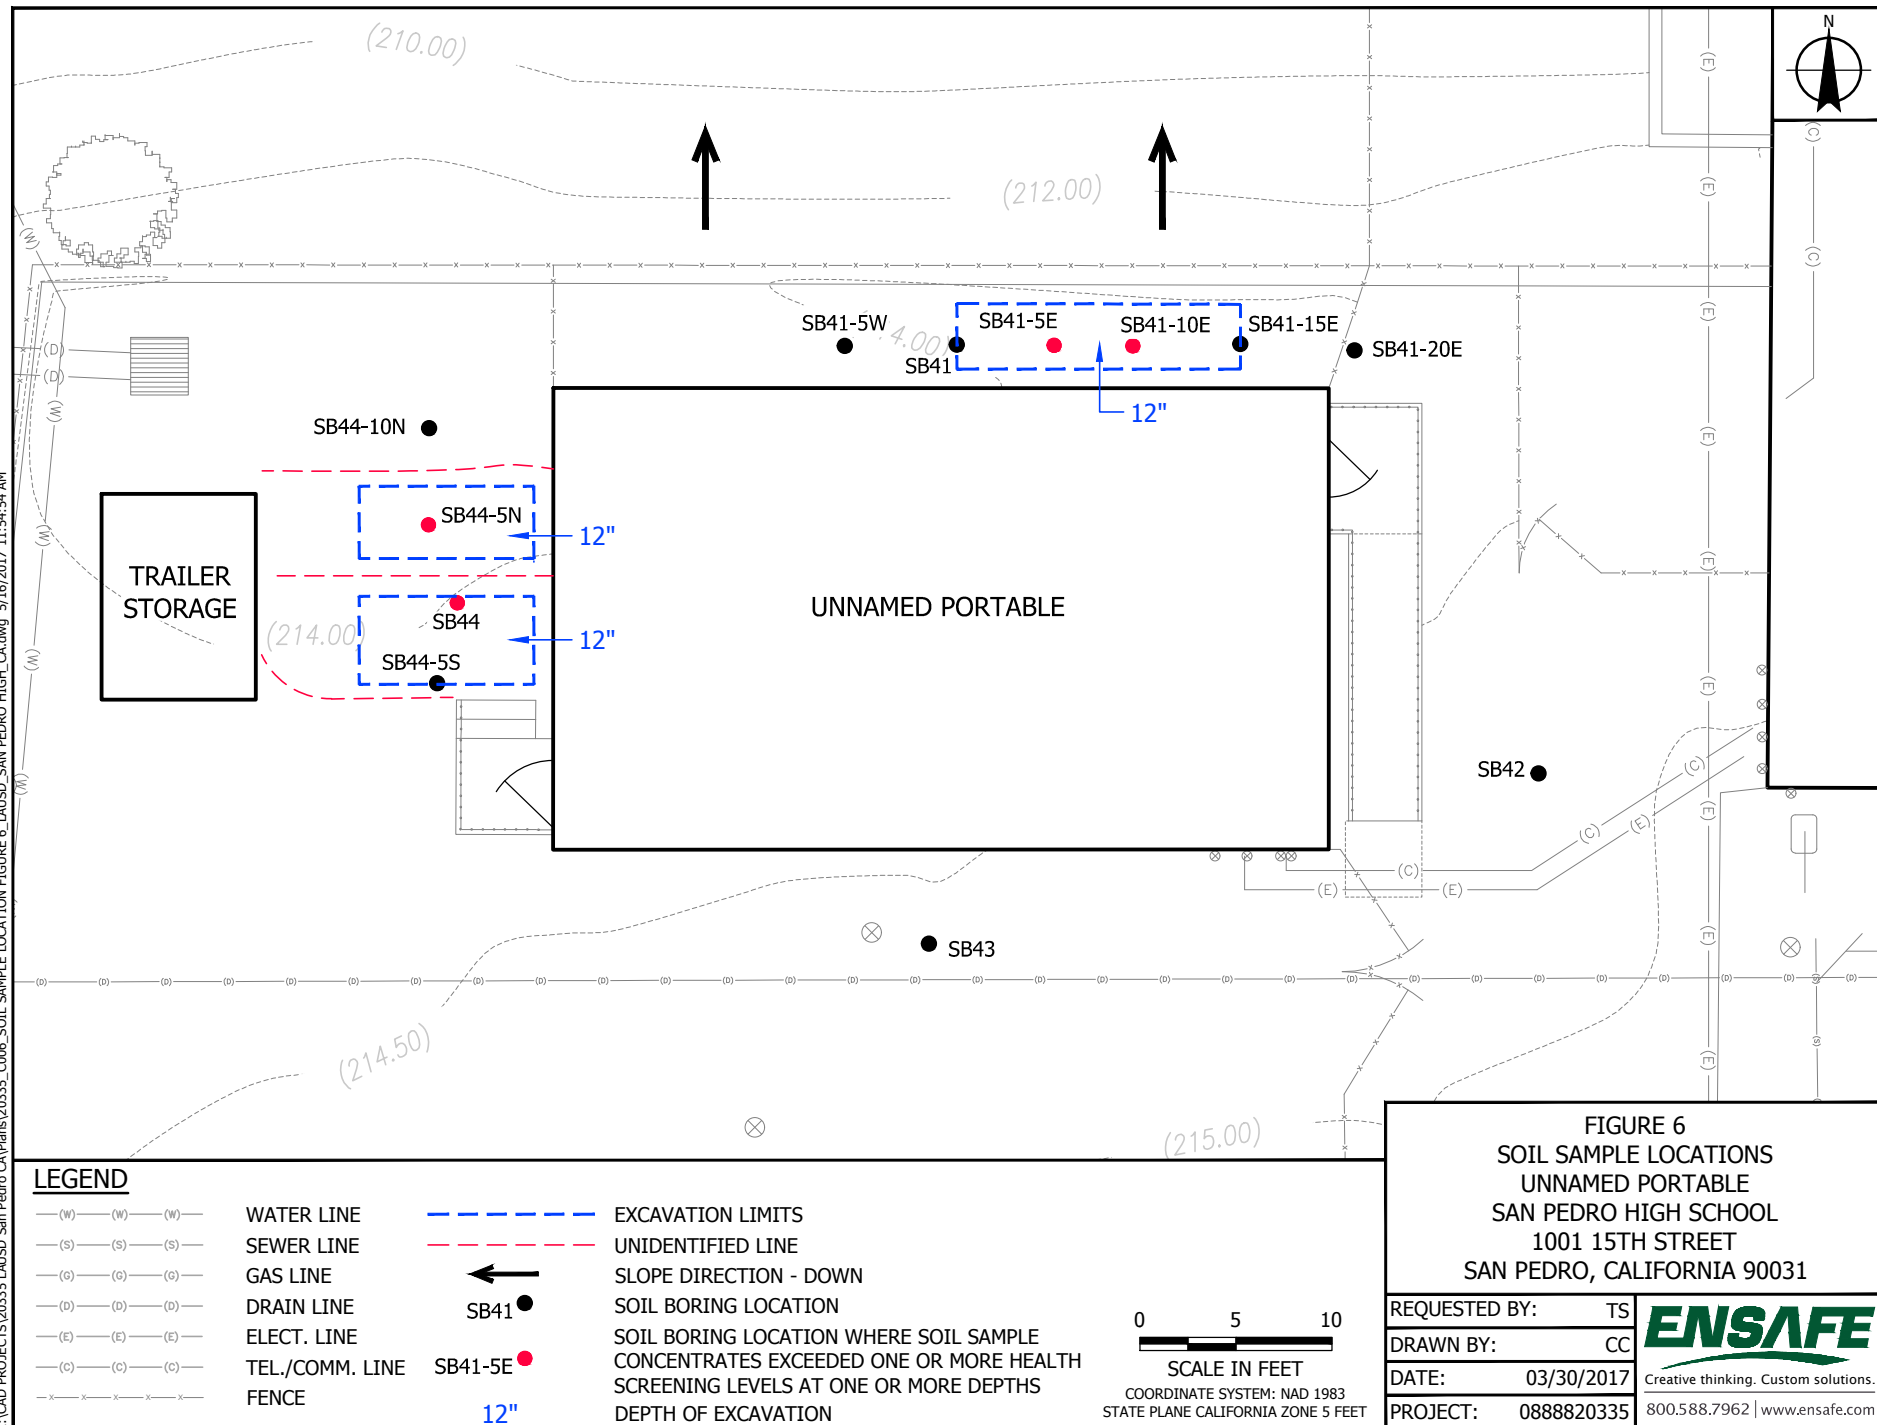 (210.00)
N
(212.00)
SB41-5W
SB41-5E
SB41-10E
SB41-15E
4.00)
SB41
SB41-20E
12"
SB44-10N
SB44-5N
12"
TRAILER
STORAGE
UNNAMED PORTABLE
(214.00)
SB44
12"
SB44-5S
SB42
SB43
(214.50)
(215.00)
LEGEND
(W) (W) (W) WATER LINE
(S) (S) (S) SEWER LINE
(G) (G) (G) GAS LINE
(D) (D) (D) DRAIN LINE
(E) (E) (E) ELECT. LINE
(C) (C) (C) TEL./COMM. LINE
x x x x FENCE
EXCAVATION LIMITS
UNIDENTIFIED LINE
SLOPE DIRECTION - DOWN
SB41 SOIL BORING LOCATION
SOIL BORING LOCATION WHERE SOIL SAMPLE
SB41-5E CONCENTRATES EXCEEDED ONE OR MORE HEALTH
SCREENING LEVELS AT ONE OR MORE DEPTHS
12" DEPTH OF EXCAVATION
0 5 10
SCALE IN FEET
COORDINATE SYSTEM: NAD 1983
STATE PLANE CALIFORNIA ZONE 5 FEET
FIGURE 6
SOIL SAMPLE LOCATIONS
UNNAMED PORTABLE
SAN PEDRO HIGH SCHOOL
1001 15TH STREET
SAN PEDRO, CALIFORNIA 90031
REQUESTED BY: TS
DRAWN BY: CC
DATE: 03/30/2017
PROJECT: 0888820335
ENSAFE
Creative thinking. Custom solutions.
800.588.7962 | www.ensafe.com